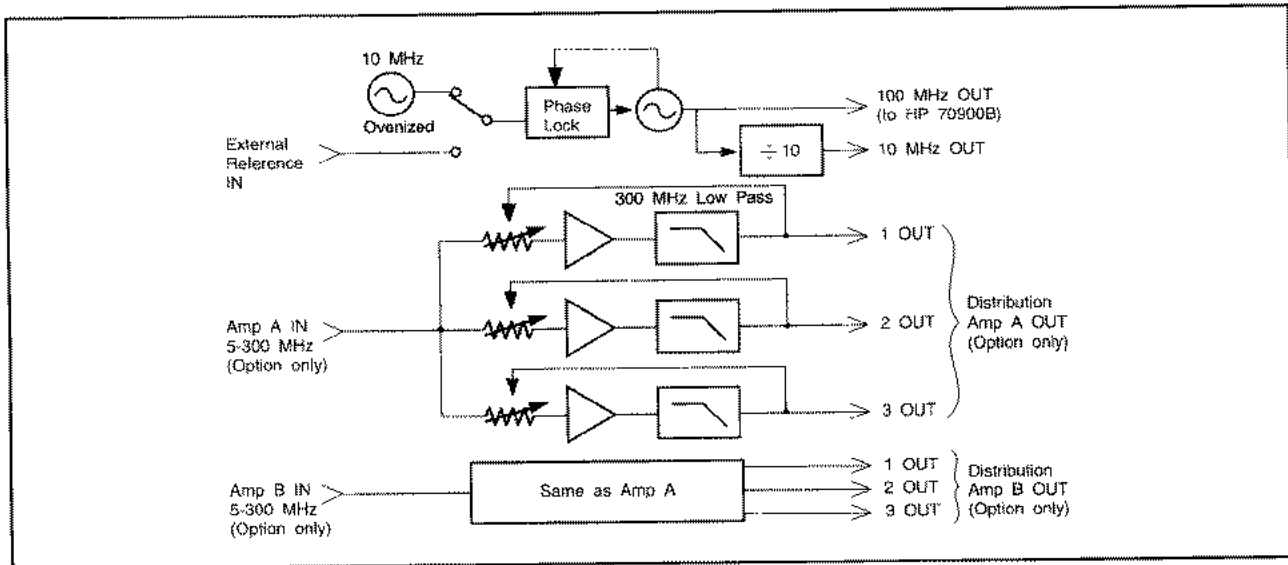 10 MHz
Ovenized
External
Reference
IN
Phase
Lock
100 MHz OUT
(to HP 70900B)
÷ 10
10 MHz OUT
300 MHz Low Pass
1 OUT
Amp A IN
5-300 MHz
(Option only)
2 OUT
Distribution
Amp A OUT
(Option only)
3 OUT
Amp B IN
5-300 MHz
(Option only)
Same as Amp A
1 OUT
2 OUT
3 OUT
Distribution
Amp B OUT
(Option only)